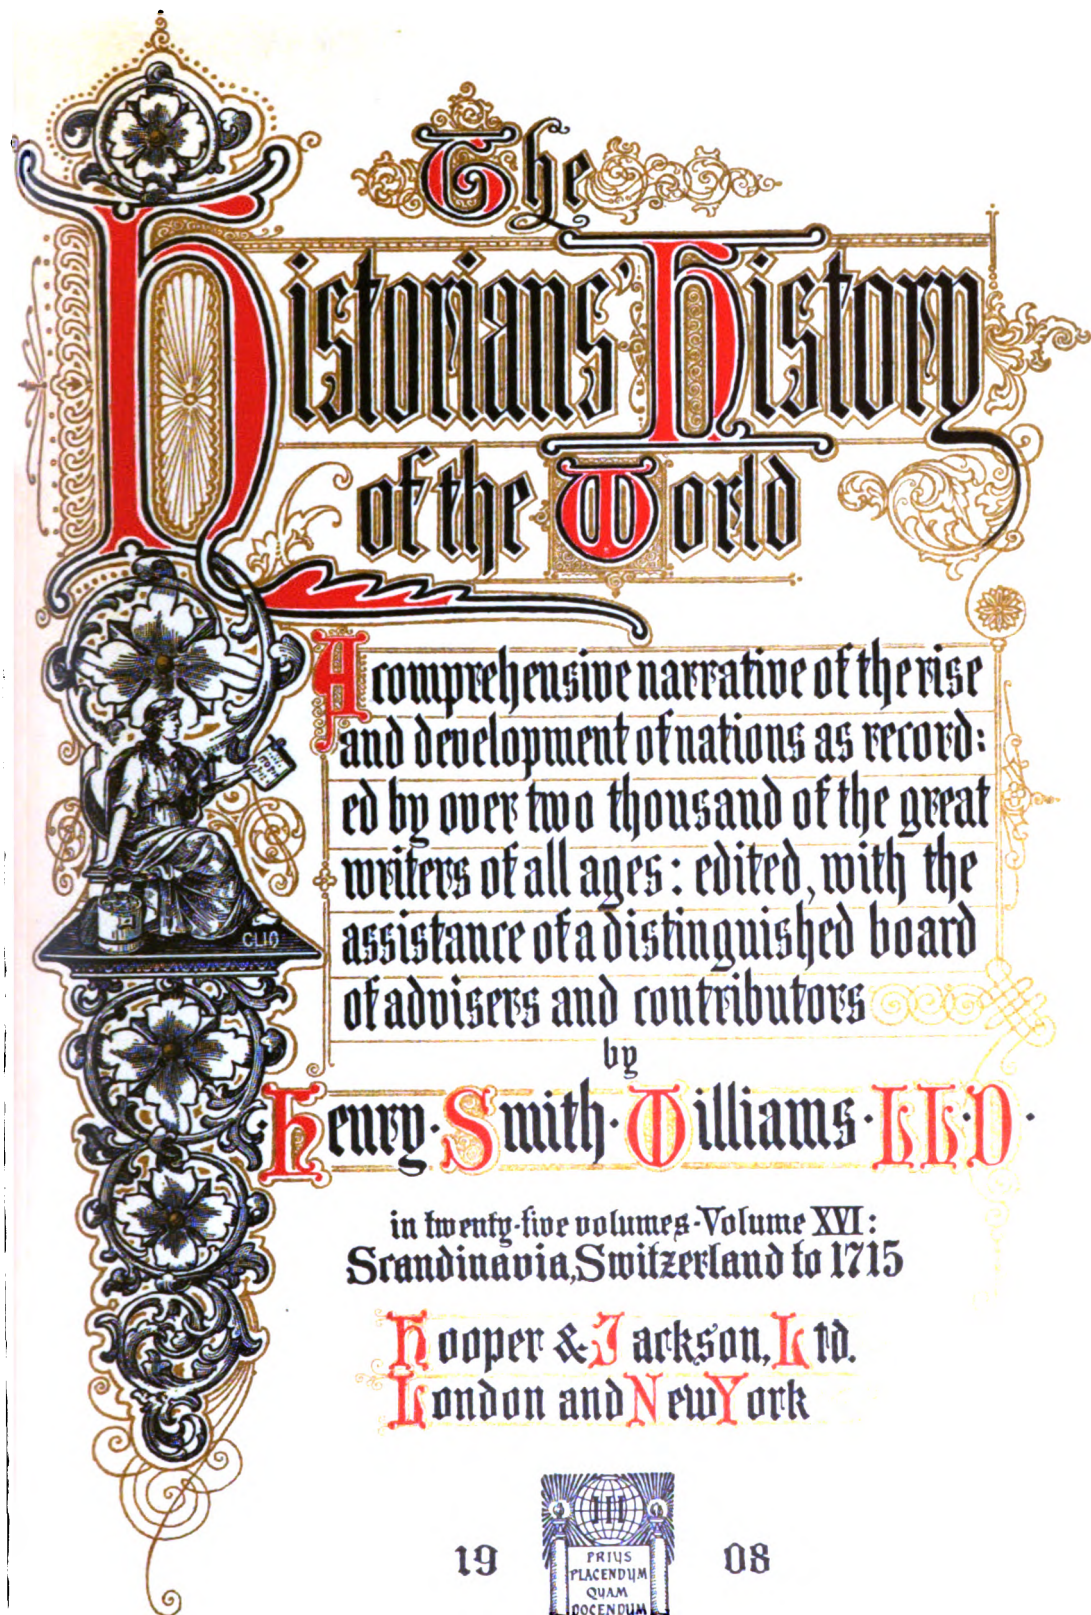 The
Historians' History
of the World
A comprehensive narrative of the rise
and development of nations as record:
ed by over two thousand of the great
writers of all ages: edited, with the
assistance of a distinguished board
of advisers and contributors
by
Henry · Smith · Williams · LL·D ·
in twenty-five volumes · Volume XVI:
Scandinavia, Switzerland to 1715
Hooper & Jackson, Ltd.
London and New York
CLIO
19 08
PRIUS
PLACENDUM
QUAM
DOCENDUM